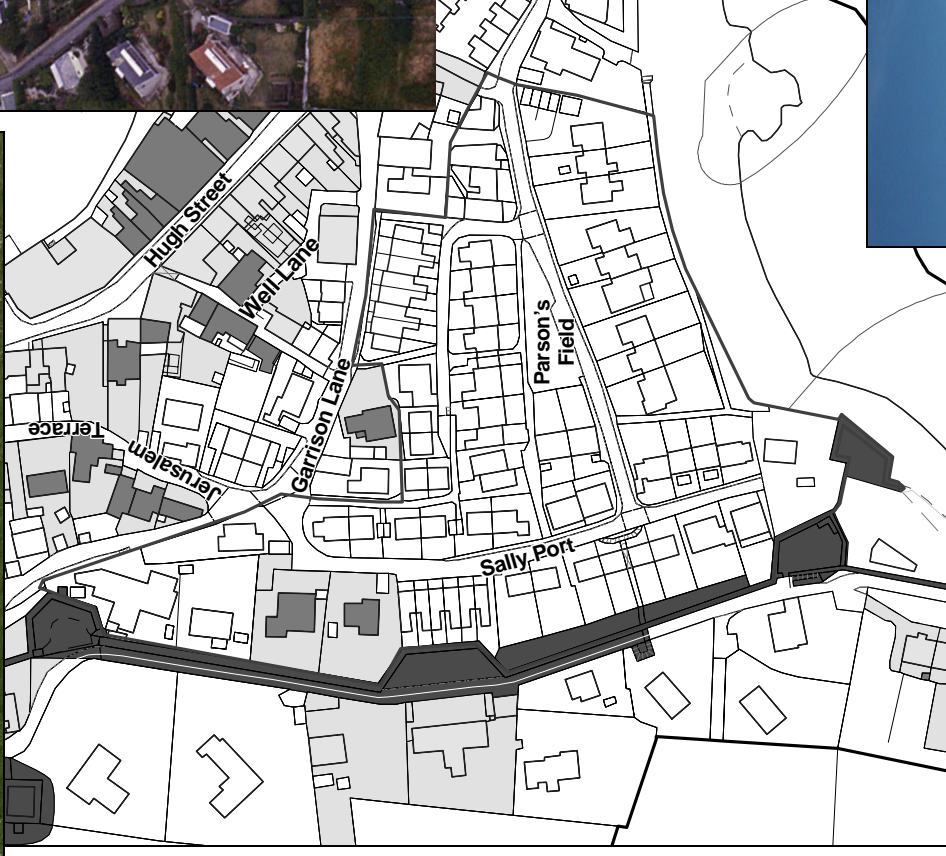 Hugh Street
Well Lane
Garrison Lane
Parson's
Field
Terrace
Jerusalem
Sally Port